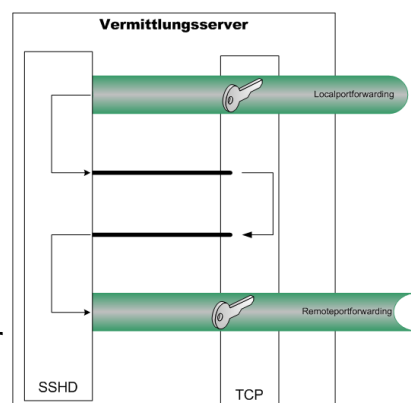 Vermittlungsserver
Localportforwarding
Remoteportforwarding
SSHD
TCP